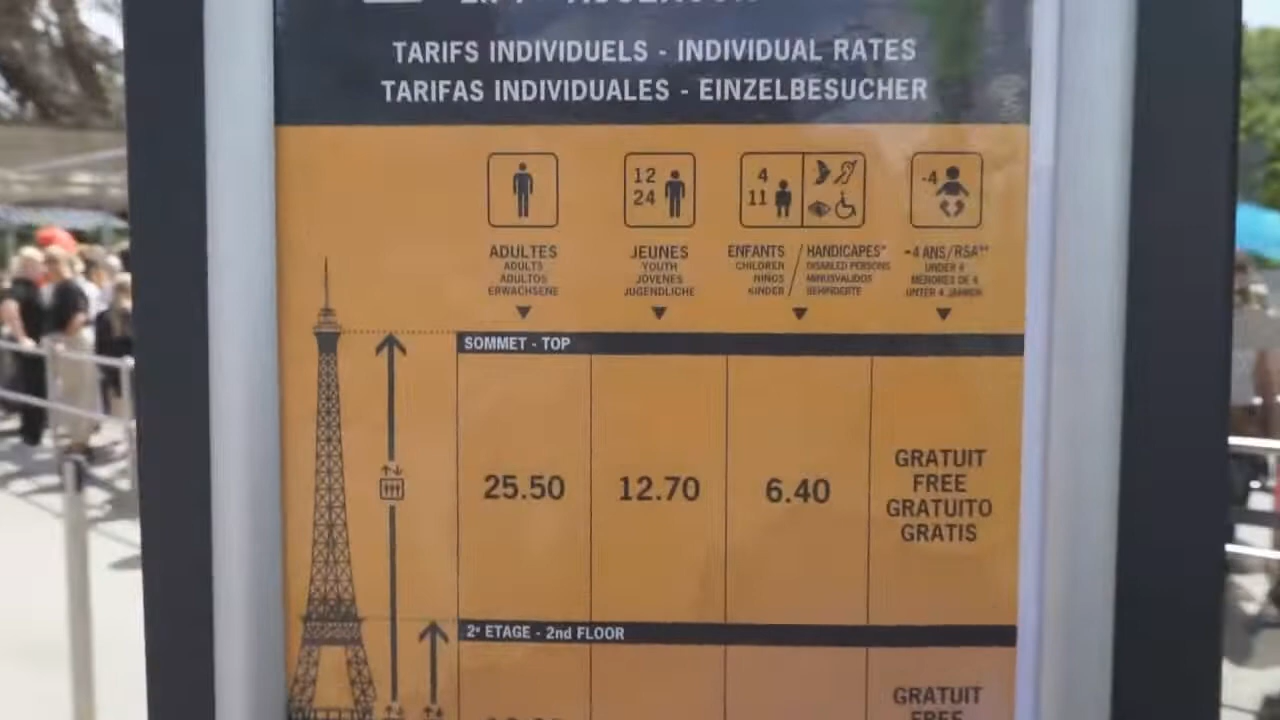 TARIFS INDIVIDUELS - INDIVIDUAL RATES
TARIFAS INDIVIDUALES - EINZELBESUCHER
12
24
4
11
-4
ADULTES
ADULTS
ADULTOS
ERWACHSENE
JEUNES
YOUTH
JOVENES
JUGENDLICHE
ENFANTS
CHILDREN
NINOS
KINDER
HANDICAPES*
DISABLED PERSONS
MINUSVALIDOS
BEHINDERTE
-4 ANS/RSA**
UNDER 4
MENORES DE 4
UNTER 4 JAHREN
SOMMET - TOP
25.50
12.70
6.40
GRATUIT
FREE
GRATUITO
GRATIS
2e ETAGE - 2nd FLOOR
GRATUIT
FREE